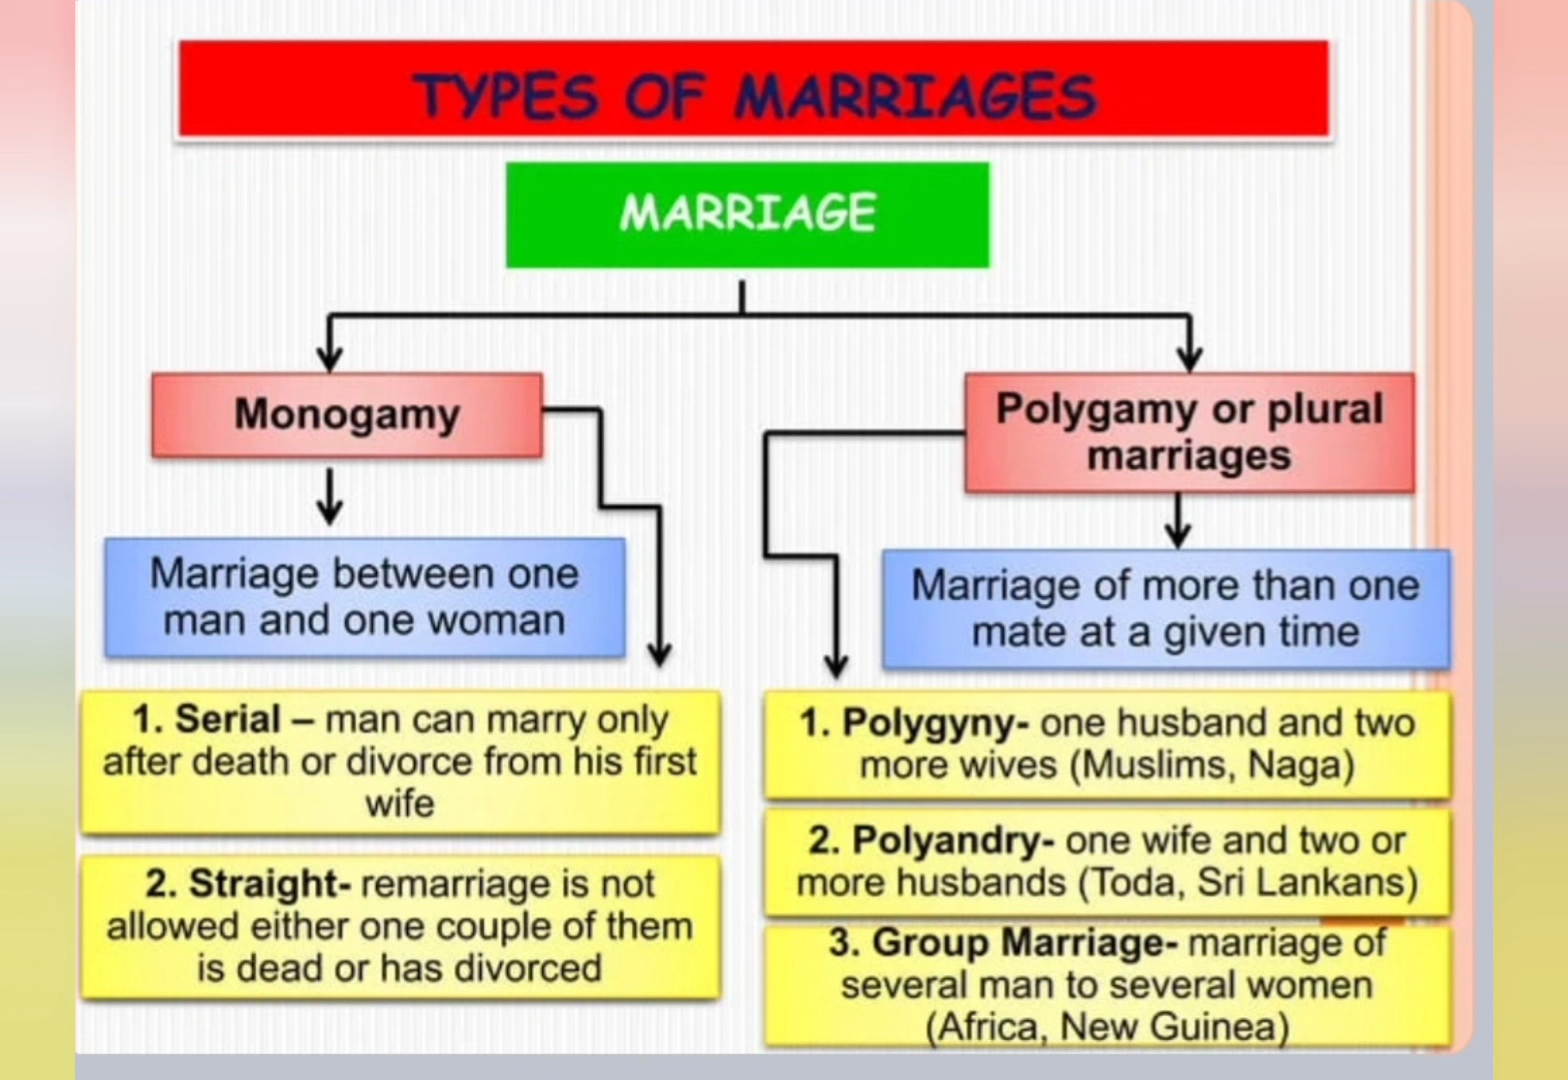 TYPES OF MARRIAGES
MARRIAGE
Monogamy
Marriage between one
man and one woman
1. Serial – man can marry only
after death or divorce from his first
wife
2. Straight- remarriage is not
allowed either one couple of them
is dead or has divorced
Polygamy or plural
marriages
Marriage of more than one
mate at a given time
1. Polygyny- one husband and two
more wives (Muslims, Naga)
2. Polyandry- one wife and two or
more husbands (Toda, Sri Lankans)
3. Group Marriage- marriage of
several man to several women
(Africa, New Guinea)